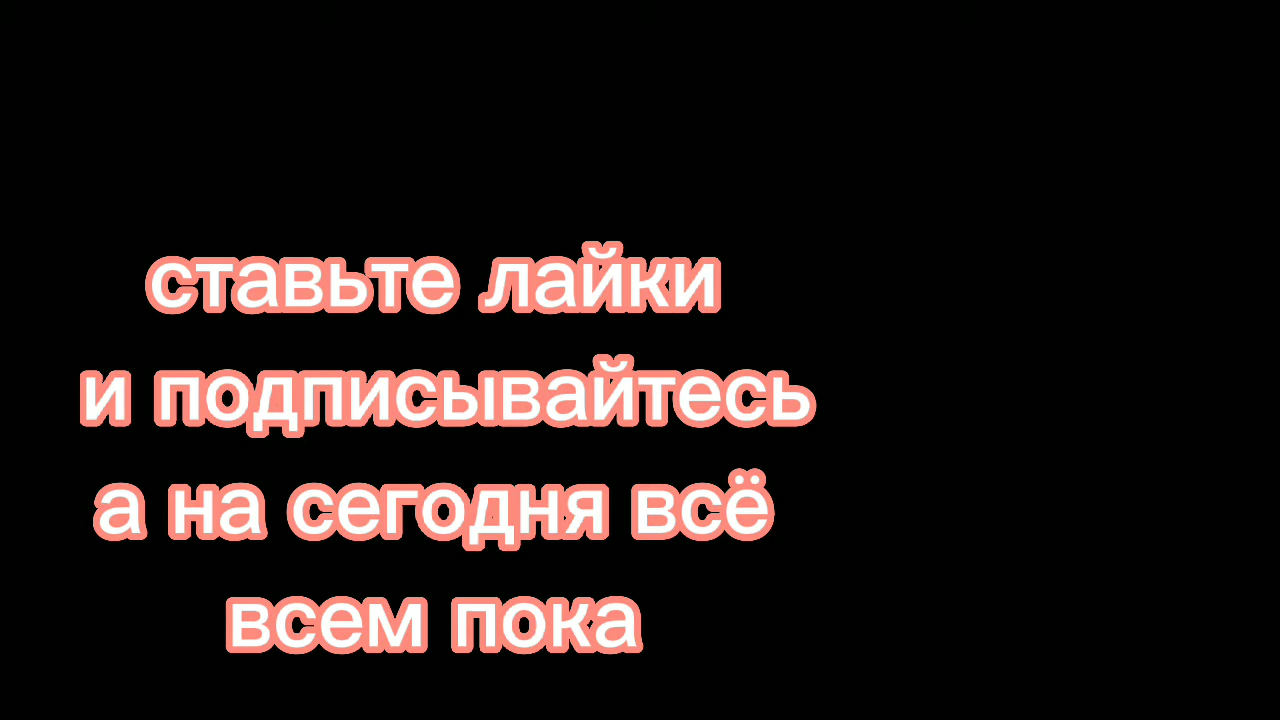 ставьте лайки
и подписывайтесь
а на сегодня всё
всем пока